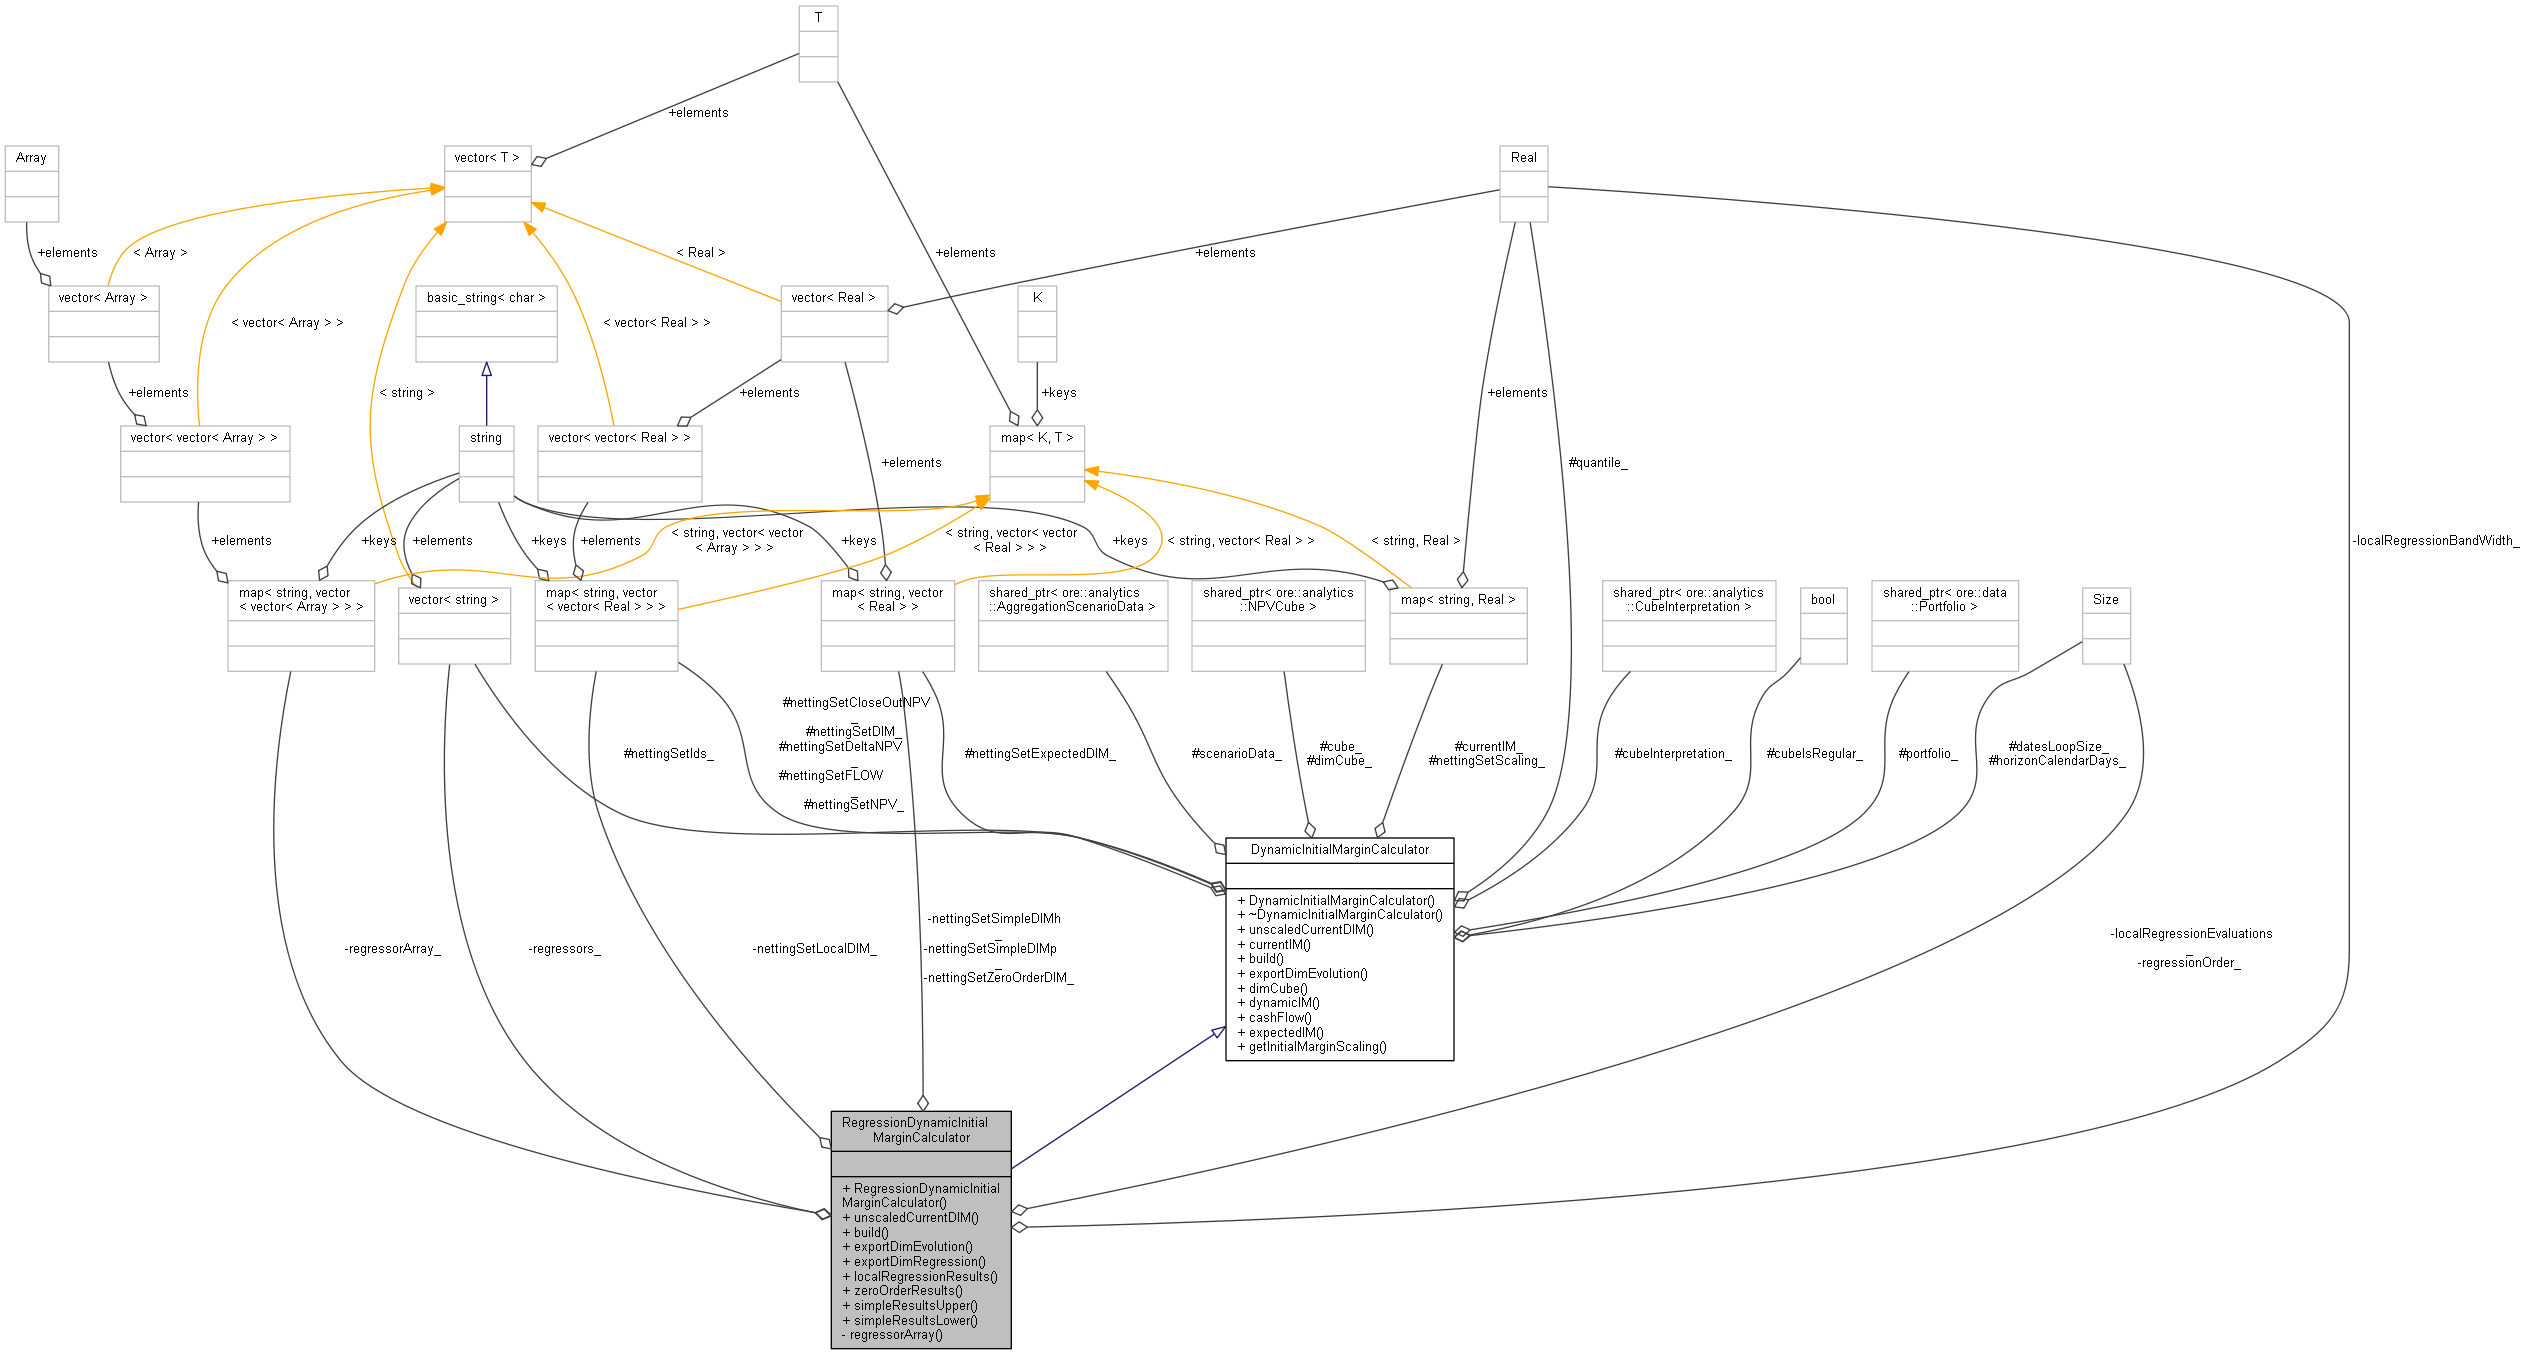 T
+elements
Array
vector< T >
Real
+elements
< Array >
< Real >
+elements
+elements
vector< Array >
basic_string< char >
vector< Real >
K
< vector< Array > >
< vector< Real > >
+elements
< string >
+elements
+keys
+elements
vector< vector< Array > >
string
vector< vector< Real > >
map< K, T >
+elements
#quantile_
+elements
+keys
+elements
+keys
+elements
< string, vector< vector
< Array > > >
+keys
< string, vector< vector
< Real > > >
+keys
< string, vector< Real > >
< string, Real >
-localRegressionBandWidth_
map< string, vector
< vector< Array > > >
vector< string >
map< string, vector
< vector< Real > > >
map< string, vector
< Real > >
shared_ptr< ore::analytics
::AggregationScenarioData >
shared_ptr< ore::analytics
::NPVCube >
map< string, Real >
shared_ptr< ore::analytics
::CubeInterpretation >
bool
shared_ptr< ore::data
::Portfolio >
Size
#nettingSetIds_
#nettingSetCloseOutNPV
_
#nettingSetDIM_
#nettingSetDeltaNPV
_
#nettingSetFLOW
_
#nettingSetNPV_
#nettingSetExpectedDIM_
#scenarioData_
#cube_
#dimCube_
#currentIM_
#nettingSetScaling_
#cubeInterpretation_
#cubeIsRegular_
#portfolio_
#datesLoopSize_
#horizonCalendarDays_
DynamicInitialMarginCalculator
+ DynamicInitialMarginCalculator()
+ ~DynamicInitialMarginCalculator()
+ unscaledCurrentDIM()
+ currentIM()
+ build()
+ exportDimEvolution()
+ dimCube()
+ dynamicIM()
+ cashFlow()
+ expectedIM()
+ getInitialMarginScaling()
-regressorArray_
-regressors_
-nettingSetLocalDIM_
-nettingSetSimpleDIMh
_
-nettingSetSimpleDIMp
_
-nettingSetZeroOrderDIM_
-localRegressionEvaluations
_
-regressionOrder_
RegressionDynamicInitial
MarginCalculator
+ RegressionDynamicInitial
MarginCalculator()
+ unscaledCurrentDIM()
+ build()
+ exportDimEvolution()
+ exportDimRegression()
+ localRegressionResults()
+ zeroOrderResults()
+ simpleResultsUpper()
+ simpleResultsLower()
- regressorArray()